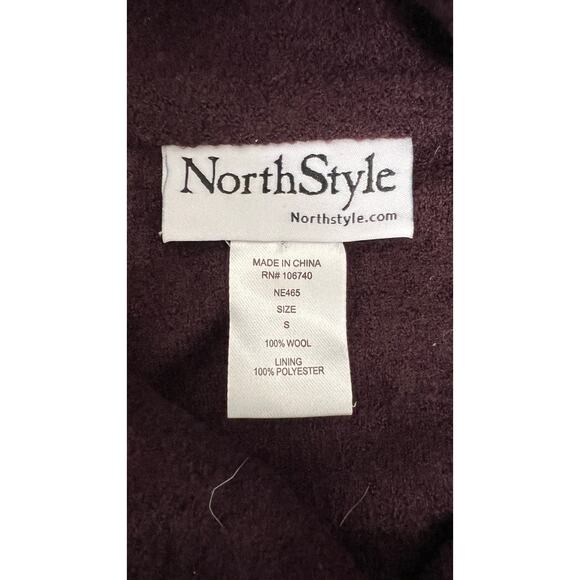 NorthStyle
Northstyle.com
MADE IN CHINA
RN# 106740
NE465
SIZE
S
100% WOOL
LINING
100% POLYESTER